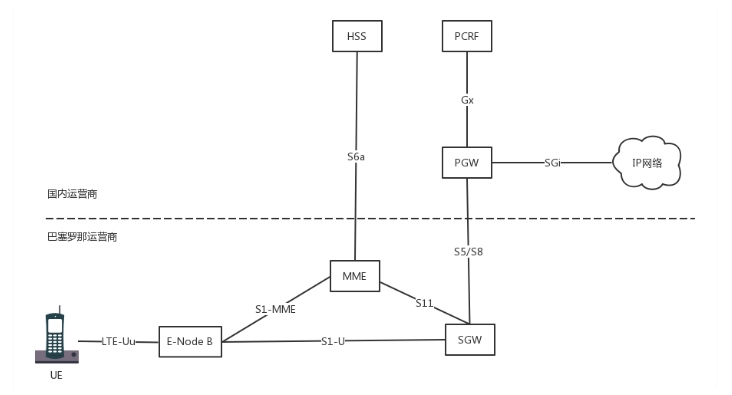 HSS
PCRF
Gx
S6a
PGW
SGi
IP网络
国内运营商
巴塞罗那运营商
S5/S8
MME
S1-MME
S11
LTE-Uu
E-Node B
S1-U
SGW
UE